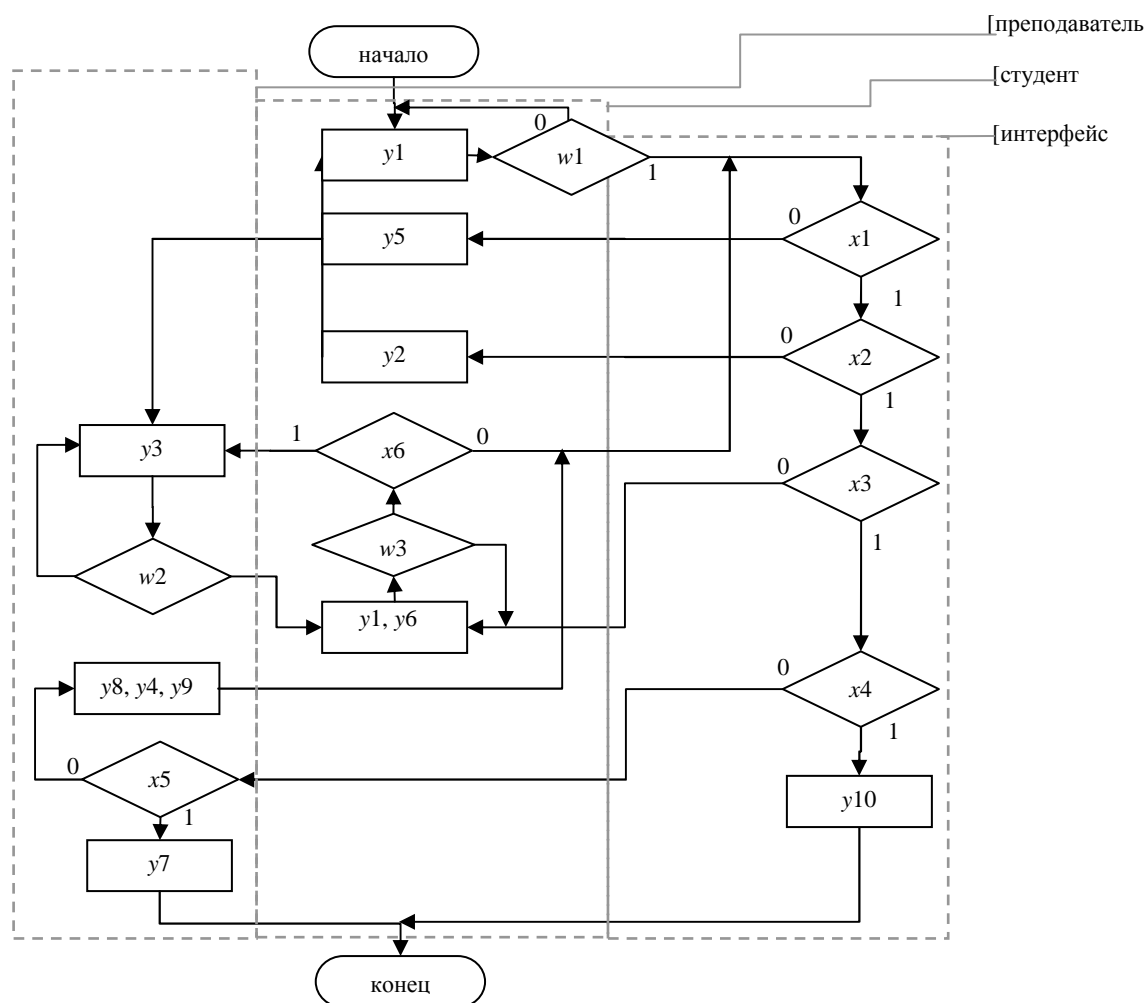 [преподаватель
начало
[студент
[интерфейс
0
y1
w1
1
0
y5
x1
1
0
y2
x2
1
1
x6
0
y3
0
x3
1
w3
w2
y1, y6
0
y8, y4, y9
x4
1
0
x5
y10
1
y7
конец